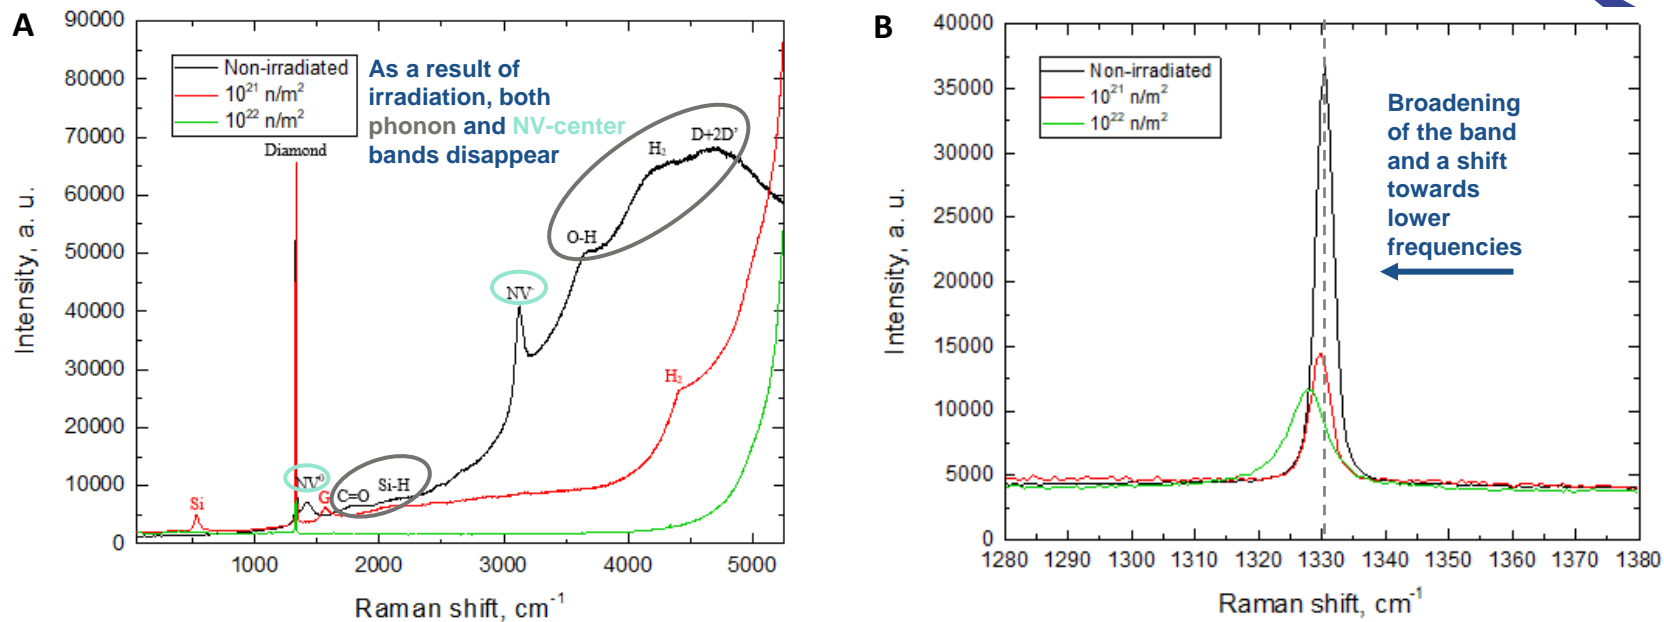 A
Non-irradiated
10²¹ n/m²
10²² n/m²
As a result of
irradiation, both
phonon and NV-center
bands disappear
Diamond
H₂
D+2D'
O-H
NV⁻
H₂
Si
NV⁰
G
C=O
Si-H
90000
80000
70000
60000
50000
40000
30000
20000
10000
0
Intensity, a. u.
1000 2000 3000 4000 5000
Raman shift, cm⁻¹
B
Non-irradiated
10²¹ n/m²
10²² n/m²
Broadening
of the band
and a shift
towards
lower
frequencies
40000
35000
30000
25000
20000
15000
10000
5000
0
Intensity, a. u.
1280 1290 1300 1310 1320 1330 1340 1350 1360 1370 1380
Raman shift, cm⁻¹